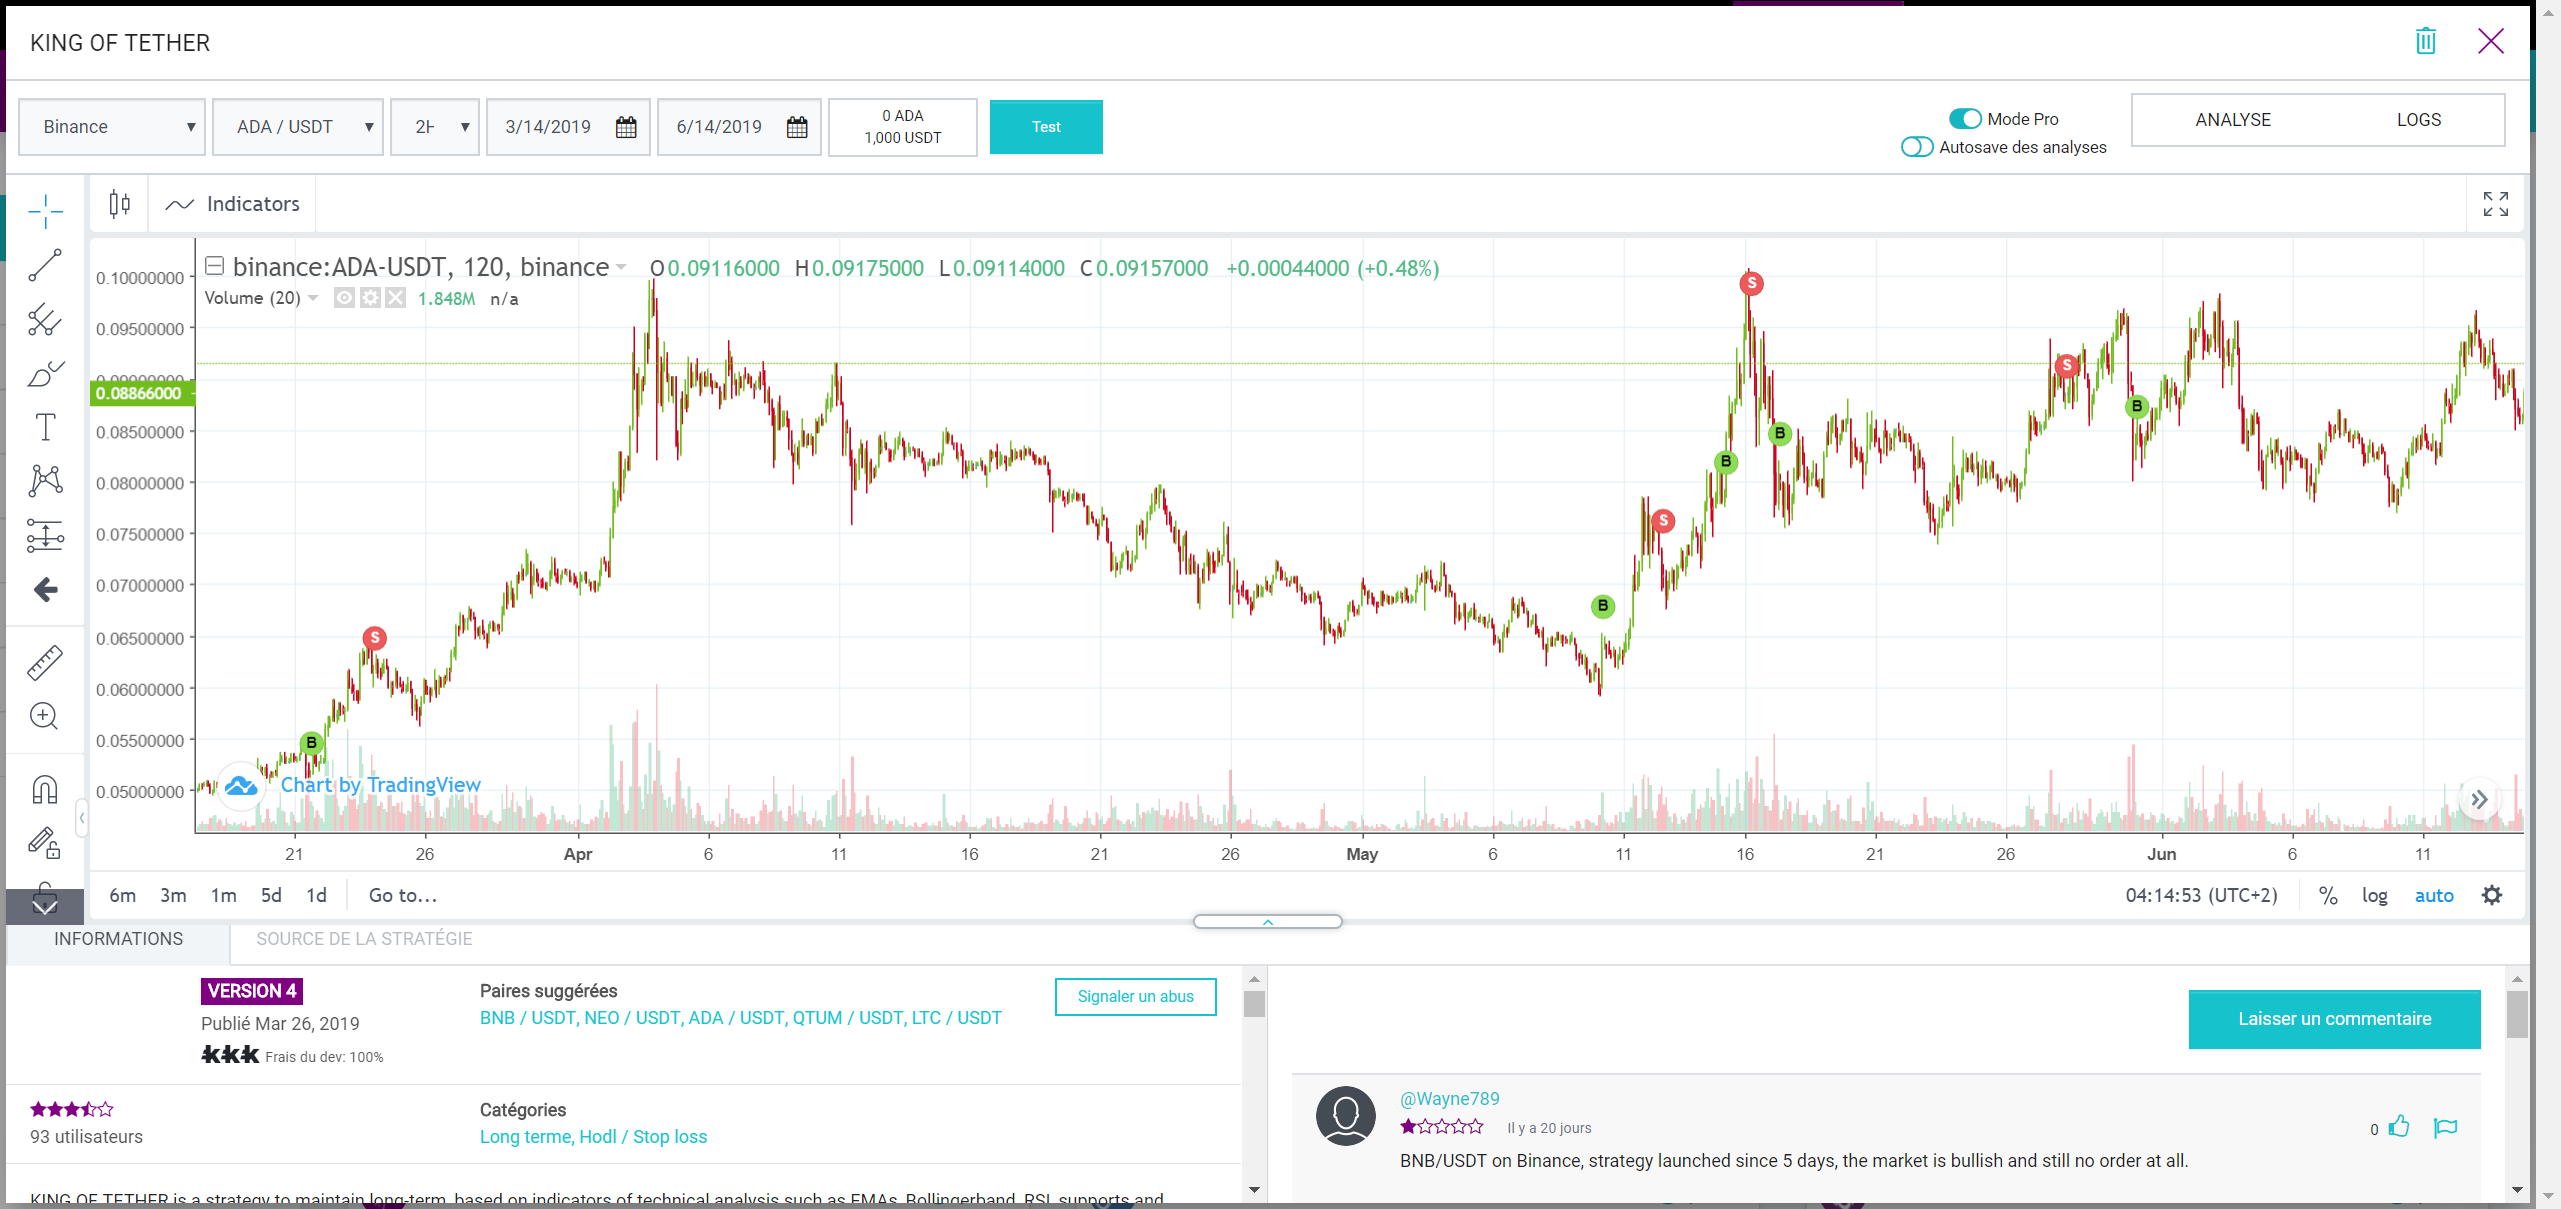 KING OF TETHER
Binance
ADA / USDT
3/14/2019
6/14/2019
0 ADA
1,000 USDT
Test
Mode Pro
Autosave des analyses
ANALYSE
LOGS
Indicators
binance:ADA-USDT, 120, binance O0.09116000 H0.09175000 L0.09114000 C0.09157000 +0.00044000 (+0.48%)
Volume (20) 1.848M n/a
0.10000000
0.09500000
0.08866000
0.08500000
0.08000000
0.07500000
0.07000000
0.06500000
0.06000000
0.05500000
0.05000000
B
S
B
S
B
S
B
S
B
Chart by TradingView
21 26 Apr 6 11 16 21 26 May 6 11 16 21 26 Jun 6 11
6m 3m 1m 5d 1d Go to...
04:14:53 (UTC+2) % log auto
INFORMATIONS
SOURCE DE LA STRATÉGIE
VERSION 4
Publié Mar 26, 2019
Frais du dev: 100%
Paires suggérées
BNB / USDT, NEO / USDT, ADA / USDT, QTUM / USDT, LTC / USDT
Signaler un abus
93 utilisateurs
Catégories
Long terme, Hodl / Stop loss
KING OF TETHER is a strategy to maintain long-term, based on indicators of technical analysis such as EMAs, Bollingerband, RSI, supports and
Laisser un commentaire
@Wayne789
Il y a 20 jours
0
BNB/USDT on Binance, strategy launched since 5 days, the market is bullish and still no order at all.